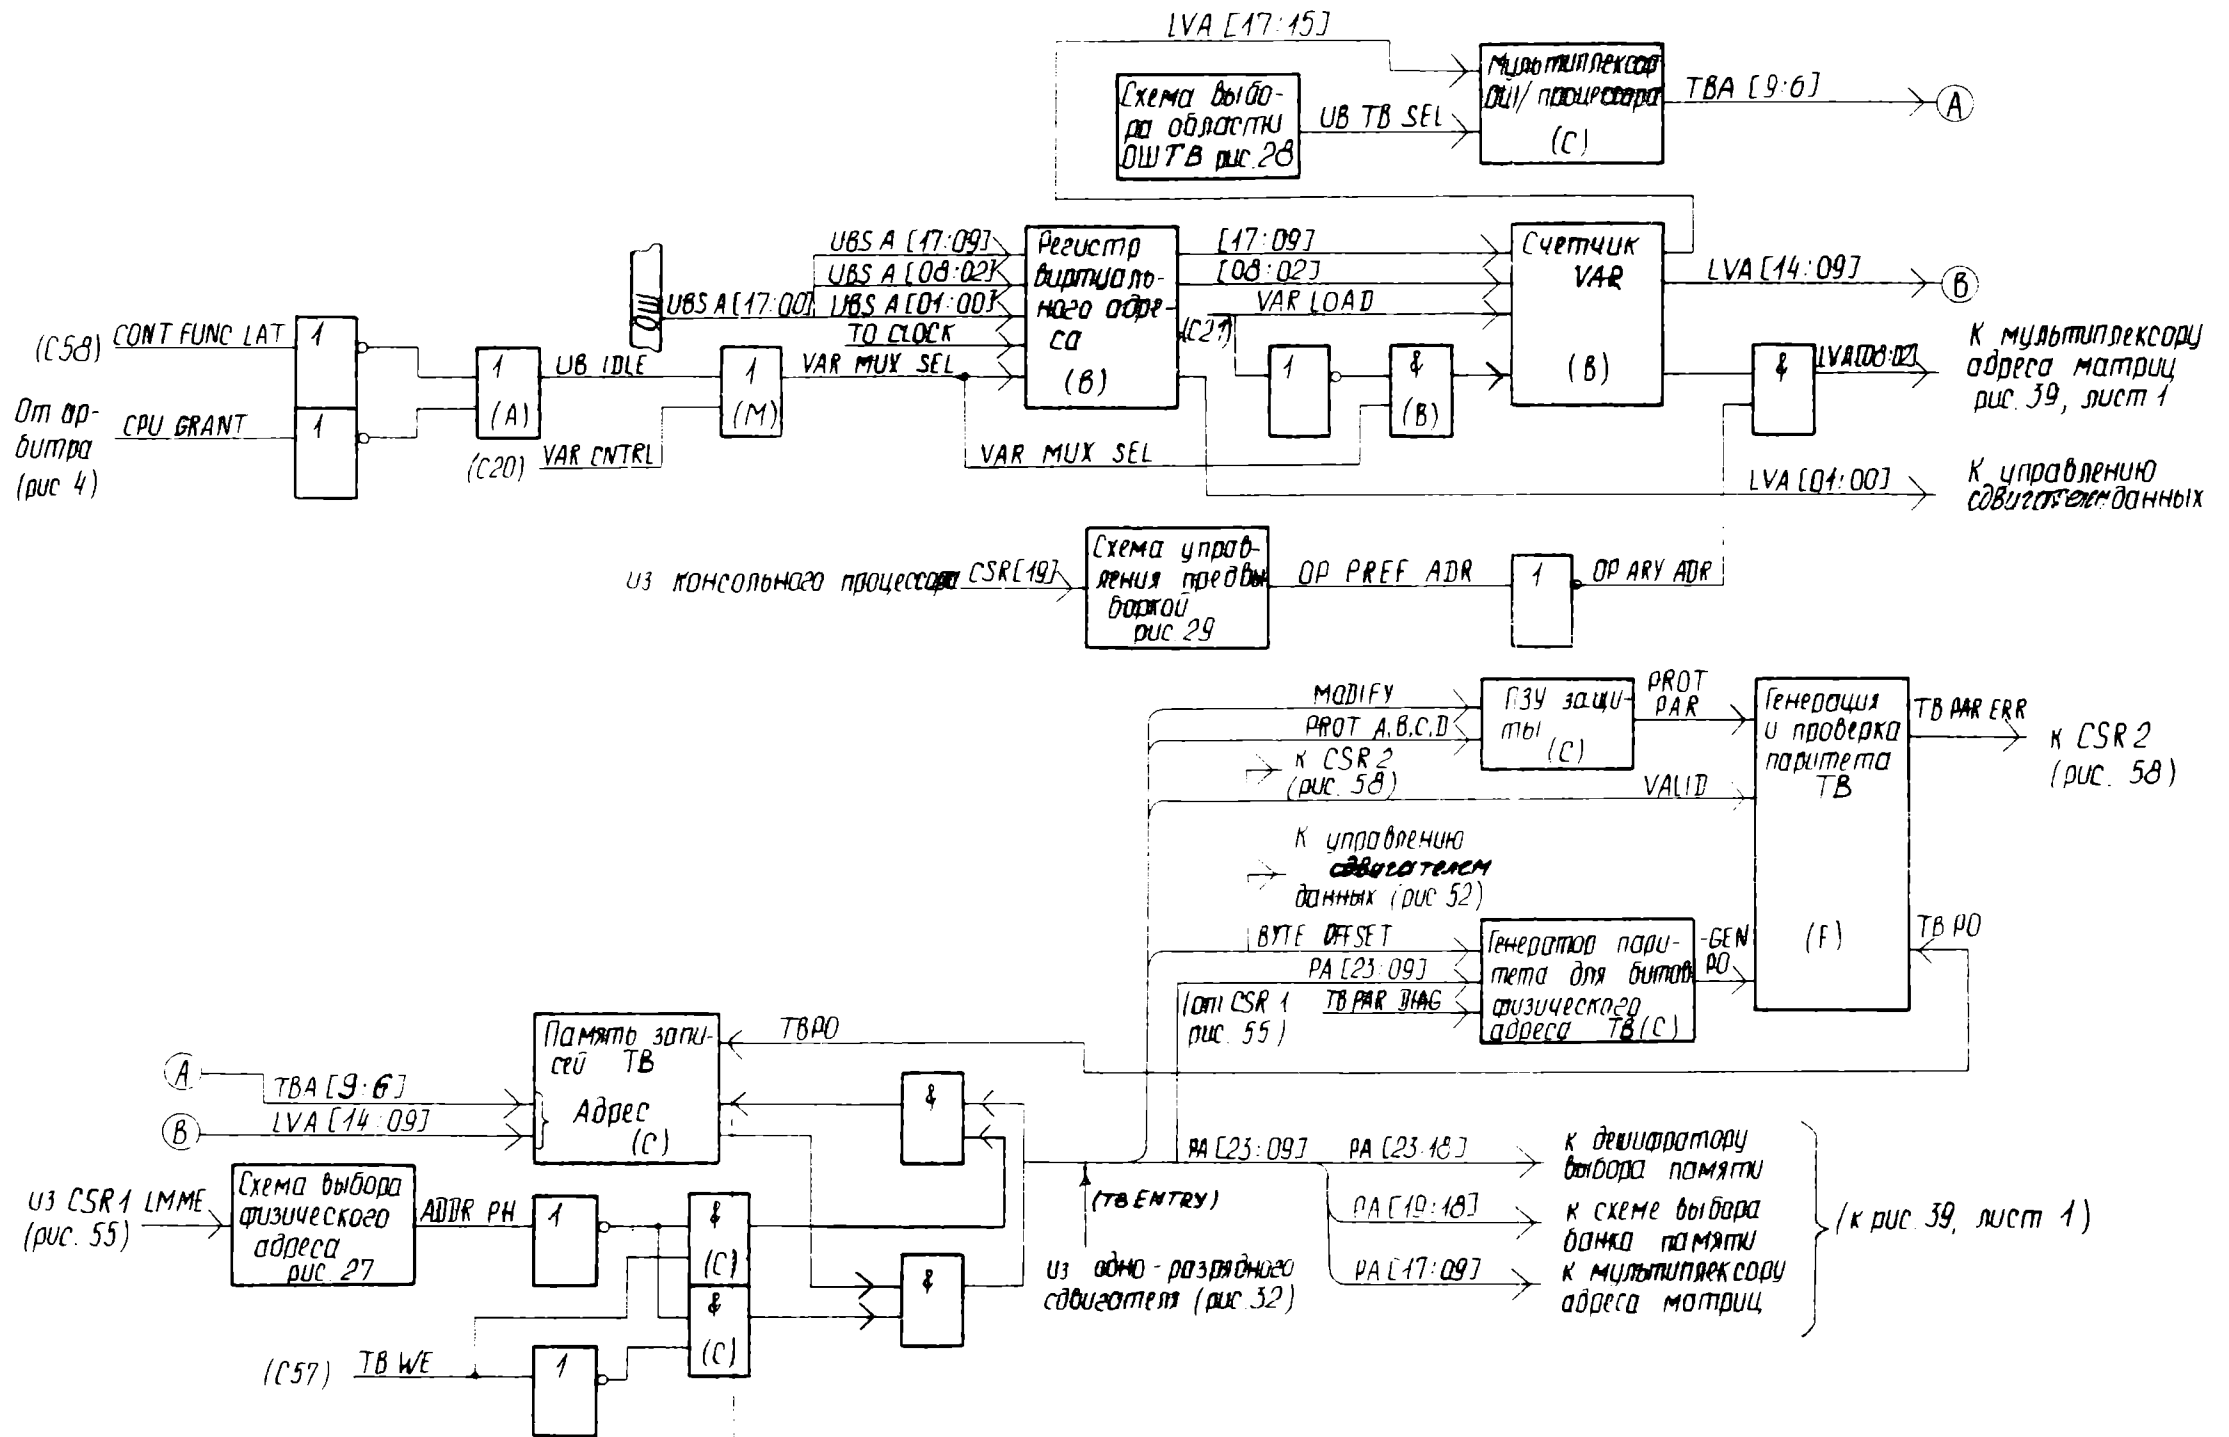 LVA [17:15]
Мультиплексор
ОШ/процессора
(С)
TBA [9:6]
A
Схема выбо-
ра области
ОШ ТВ рис. 28
UB TB SEL
UBS A [17:09]
UBS A [08:02]
UBS A [01:00]
UBS A [17:00]
ОШ
TO CLOCK
VAR MUX SEL
Регистр
виртуаль-
ного адре-
са
(В)
[17:09]
[08:02]
VAR LOAD
(С21)
Счетчик
VAR
(В)
LVA [14:09]
B
(С58)
CONT FUNC LAT
1
1
(А)
UB IDLE
1
(М)
1
&
(В)
&
LVA[08:02]
К мультиплексору
адреса матриц
рис. 39, лист 1
От ар-
битра
(рис 4)
CPU GRANT
1
(С20)
VAR CNTRL
VAR MUX SEL
LVA [01:00]
К управлению
сдвигателем данных
из консольного процессора
CSR[19]
Схема управ-
ления предвы
боркой
рис 29
OP PREF ADR
1
OP ARY ADR
MODIFY
PROT A,B,C,D
к CSR 2
(рис. 58)
ПЗУ защи-
ты
(С)
PROT
PAR
VALID
Генерация
и проверка
паритета
ТВ
(F)
TB PAR ERR
к CSR 2
(рис. 58)
К управлению
сдвигателем
данных (рис 52)
BYTE OFFSET
PA [23:09]
(от CSR 1
рис. 55)
TB PAR DIAG
Генератор пари-
тета для битов
физического
адреса ТВ(С)
-GEN
PO
TB PO
Память запи-
сей ТВ
Адрес
(С)
TBPO
A
TBA [9:6]
B
LVA [14:09]
&
из CSR 1
(рис. 55)
LMME
Схема выбора
физического
адреса
рис. 27
ADDR PH
1
&
(С)
&
(С)
&
(С57)
TB WE
1
(TB ENTRY)
из одно-разрядного
сдвигателя (рис. 32)
PA [23:09]
PA [23:18]
к дешифратору
выбора памяти
PA [19:18]
к схеме выбора
банка памяти
PA [17:09]
к мультиплексору
адреса матриц
(к рис. 39, лист 1)